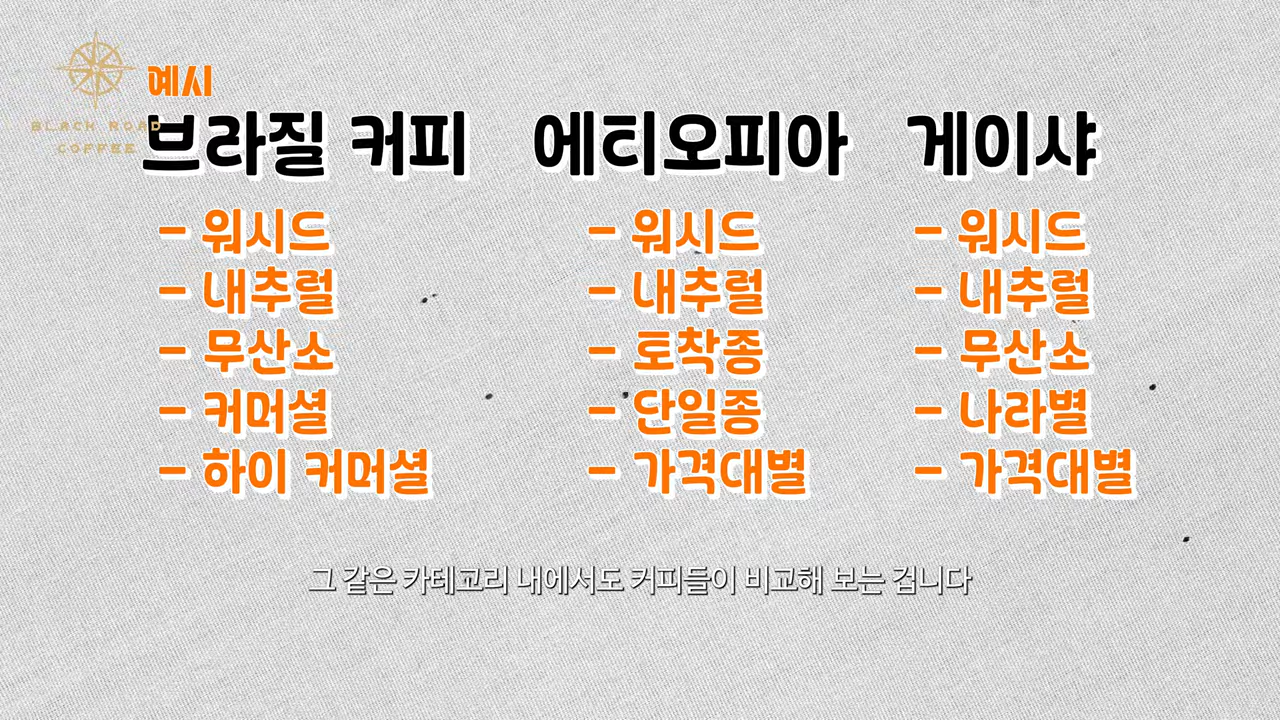 예시
BLACK ROAD
COFFEE
브라질 커피
- 워시드
- 내추럴
- 무산소
- 커머셜
- 하이 커머셜
에티오피아
- 워시드
- 내추럴
- 토착종
- 단일종
- 가격대별
게이샤
- 워시드
- 내추럴
- 무산소
- 나라별
- 가격대별
그 같은 카테고리 내에서도 커피들이 비교해 보는 겁니다